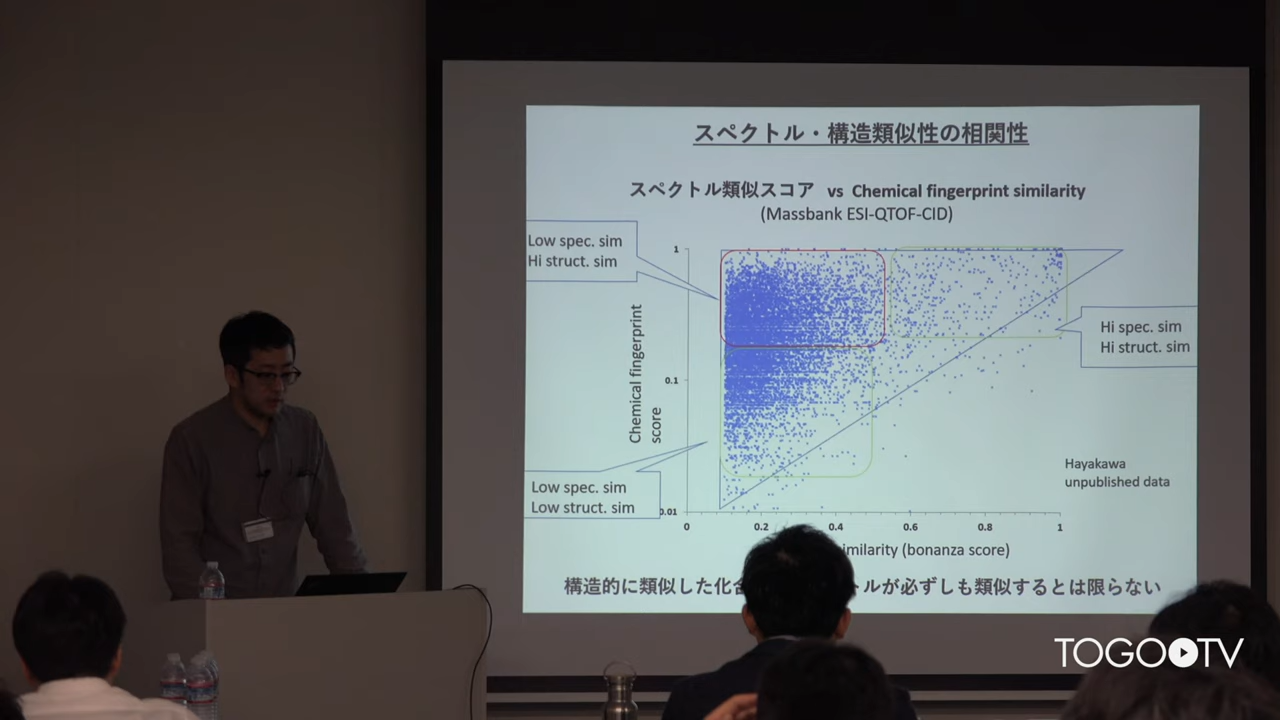 スペクトル・構造類似性の相関性
スペクトル類似スコア vs Chemical fingerprint similarity
(Massbank ESI-QTOF-CID)
Low spec. sim
Hi struct. sim
Hi spec. sim
Hi struct. sim
Low spec. sim
Low struct. sim
Chemical fingerprint
score
1
0.1
0.01
0
0.2
0.4
0.6
0.8
1
(bonanza score)
Hayakawa
unpublished data
構造的に類似した
トルが必ずしも類似するとは限らない
TOGOTV